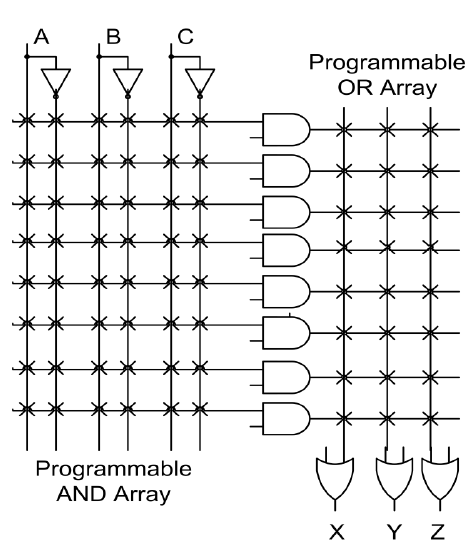 A B C
Programmable
OR Array
Programmable
AND Array
X Y Z